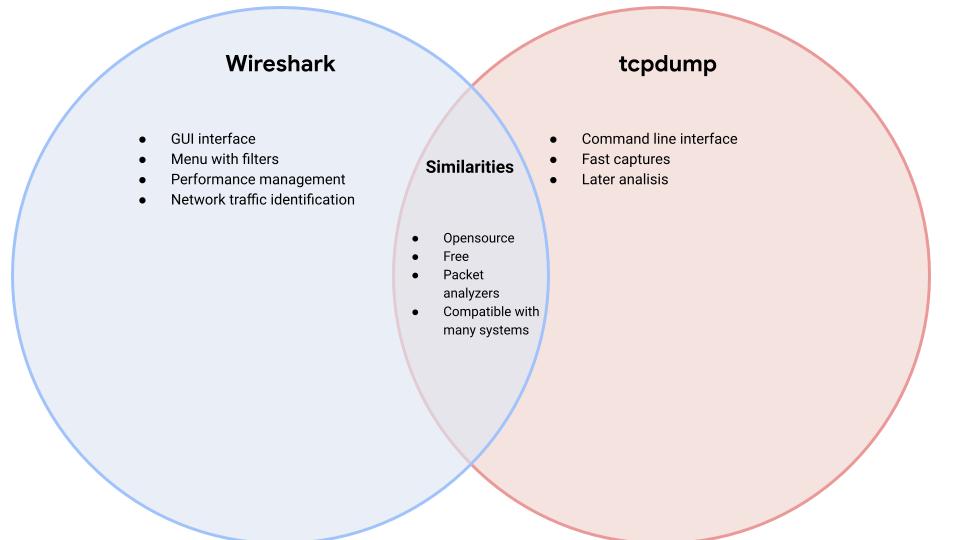 Wireshark
● GUI interface
● Menu with filters
● Performance management
● Network traffic identification
Similarities
● Opensource
● Free
● Packet
analyzers
● Compatible with
many systems
tcpdump
● Command line interface
● Fast captures
● Later analisis